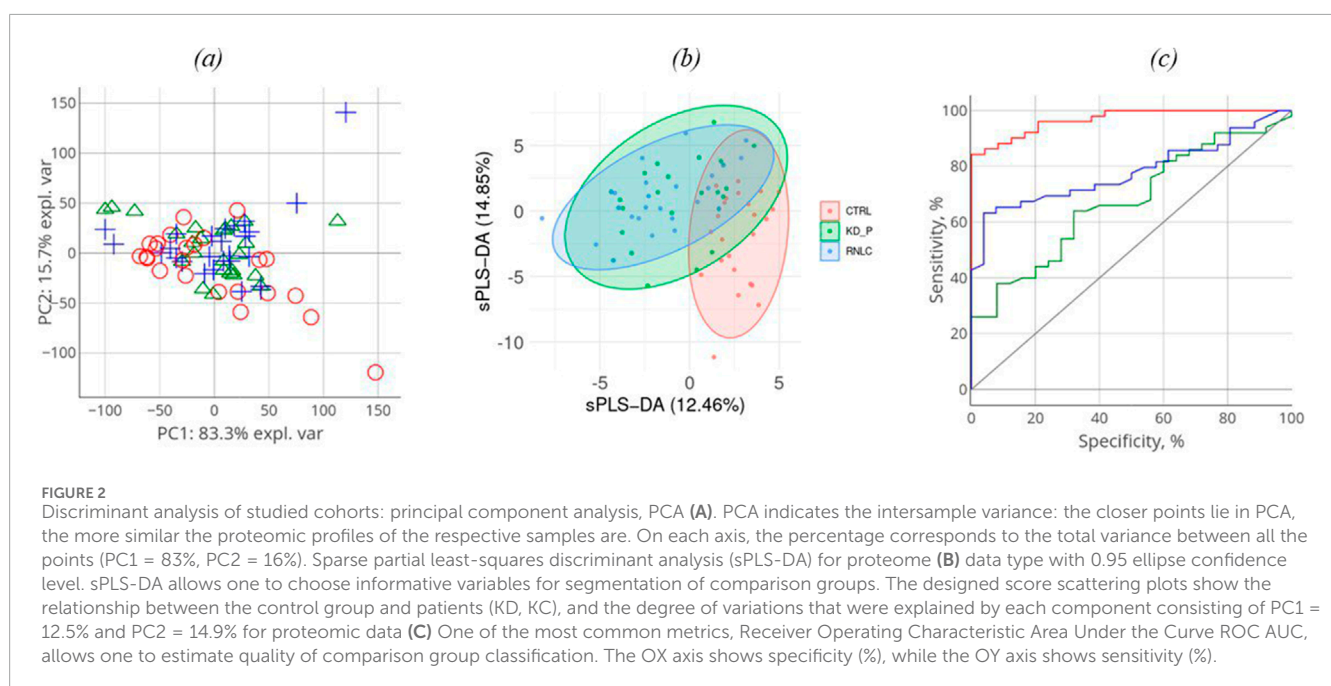 (a)
(b)
(c)
150
100
50
0
−50
−100
PC2: 15.7% expl. var
−100
−50
0
50
100
150
PC1: 83.3% expl. var
5
0
-5
-10
sPLS−DA (14.85%)
-5
0
5
sPLS−DA (12.46%)
CTRL
KD_P
RNLC
100
80
60
40
20
0
Sensitivity, %
0
20
40
60
80
100
Specificity, %
FIGURE 2
Discriminant analysis of studied cohorts: principal component analysis, PCA (A). PCA indicates the intersample variance: the closer points lie in PCA,
the more similar the proteomic profiles of the respective samples are. On each axis, the percentage corresponds to the total variance between all the
points (PC1 = 83%, PC2 = 16%). Sparse partial least-squares discriminant analysis (sPLS-DA) for proteome (B) data type with 0.95 ellipse confidence
level. sPLS-DA allows one to choose informative variables for segmentation of comparison groups. The designed score scattering plots show the
relationship between the control group and patients (KD, KC), and the degree of variations that were explained by each component consisting of PC1 =
12.5% and PC2 = 14.9% for proteomic data (C) One of the most common metrics, Receiver Operating Characteristic Area Under the Curve ROC AUC,
allows one to estimate quality of comparison group classification. The OX axis shows specificity (%), while the OY axis shows sensitivity (%).